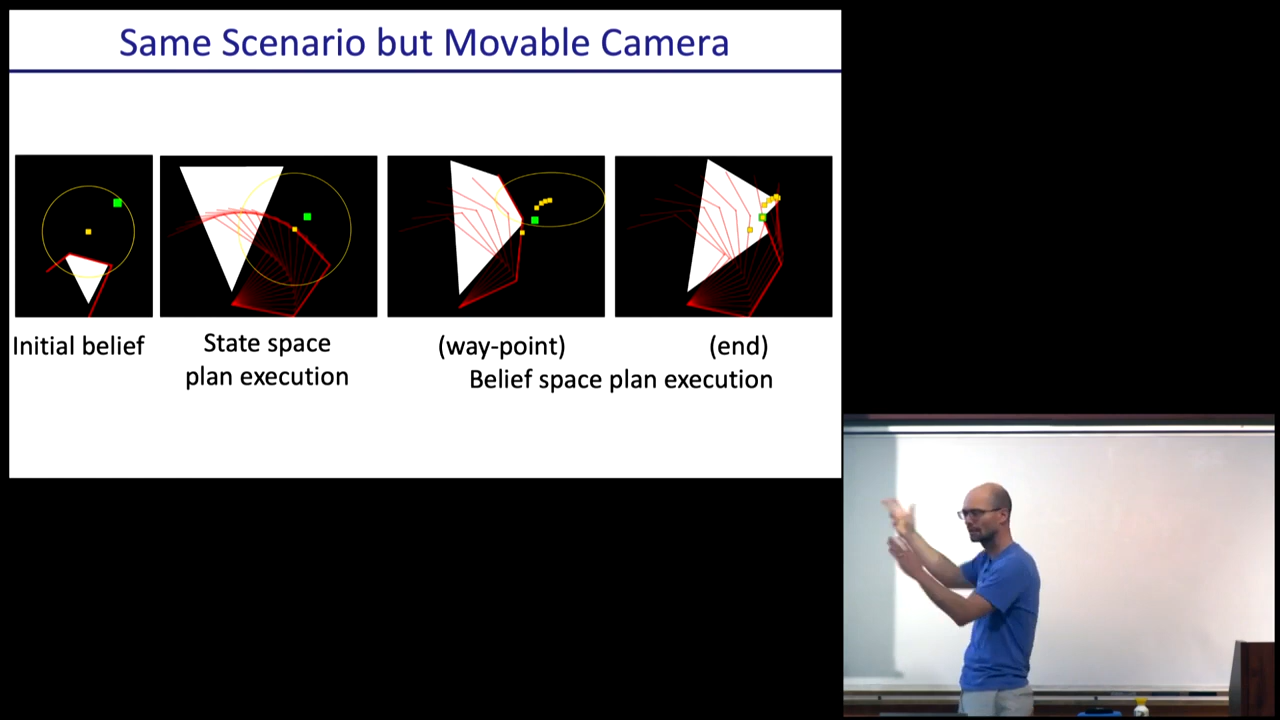 Same Scenario but Movable Camera
Initial belief
State space
plan execution
(way-point)
(end)
Belief space plan execution